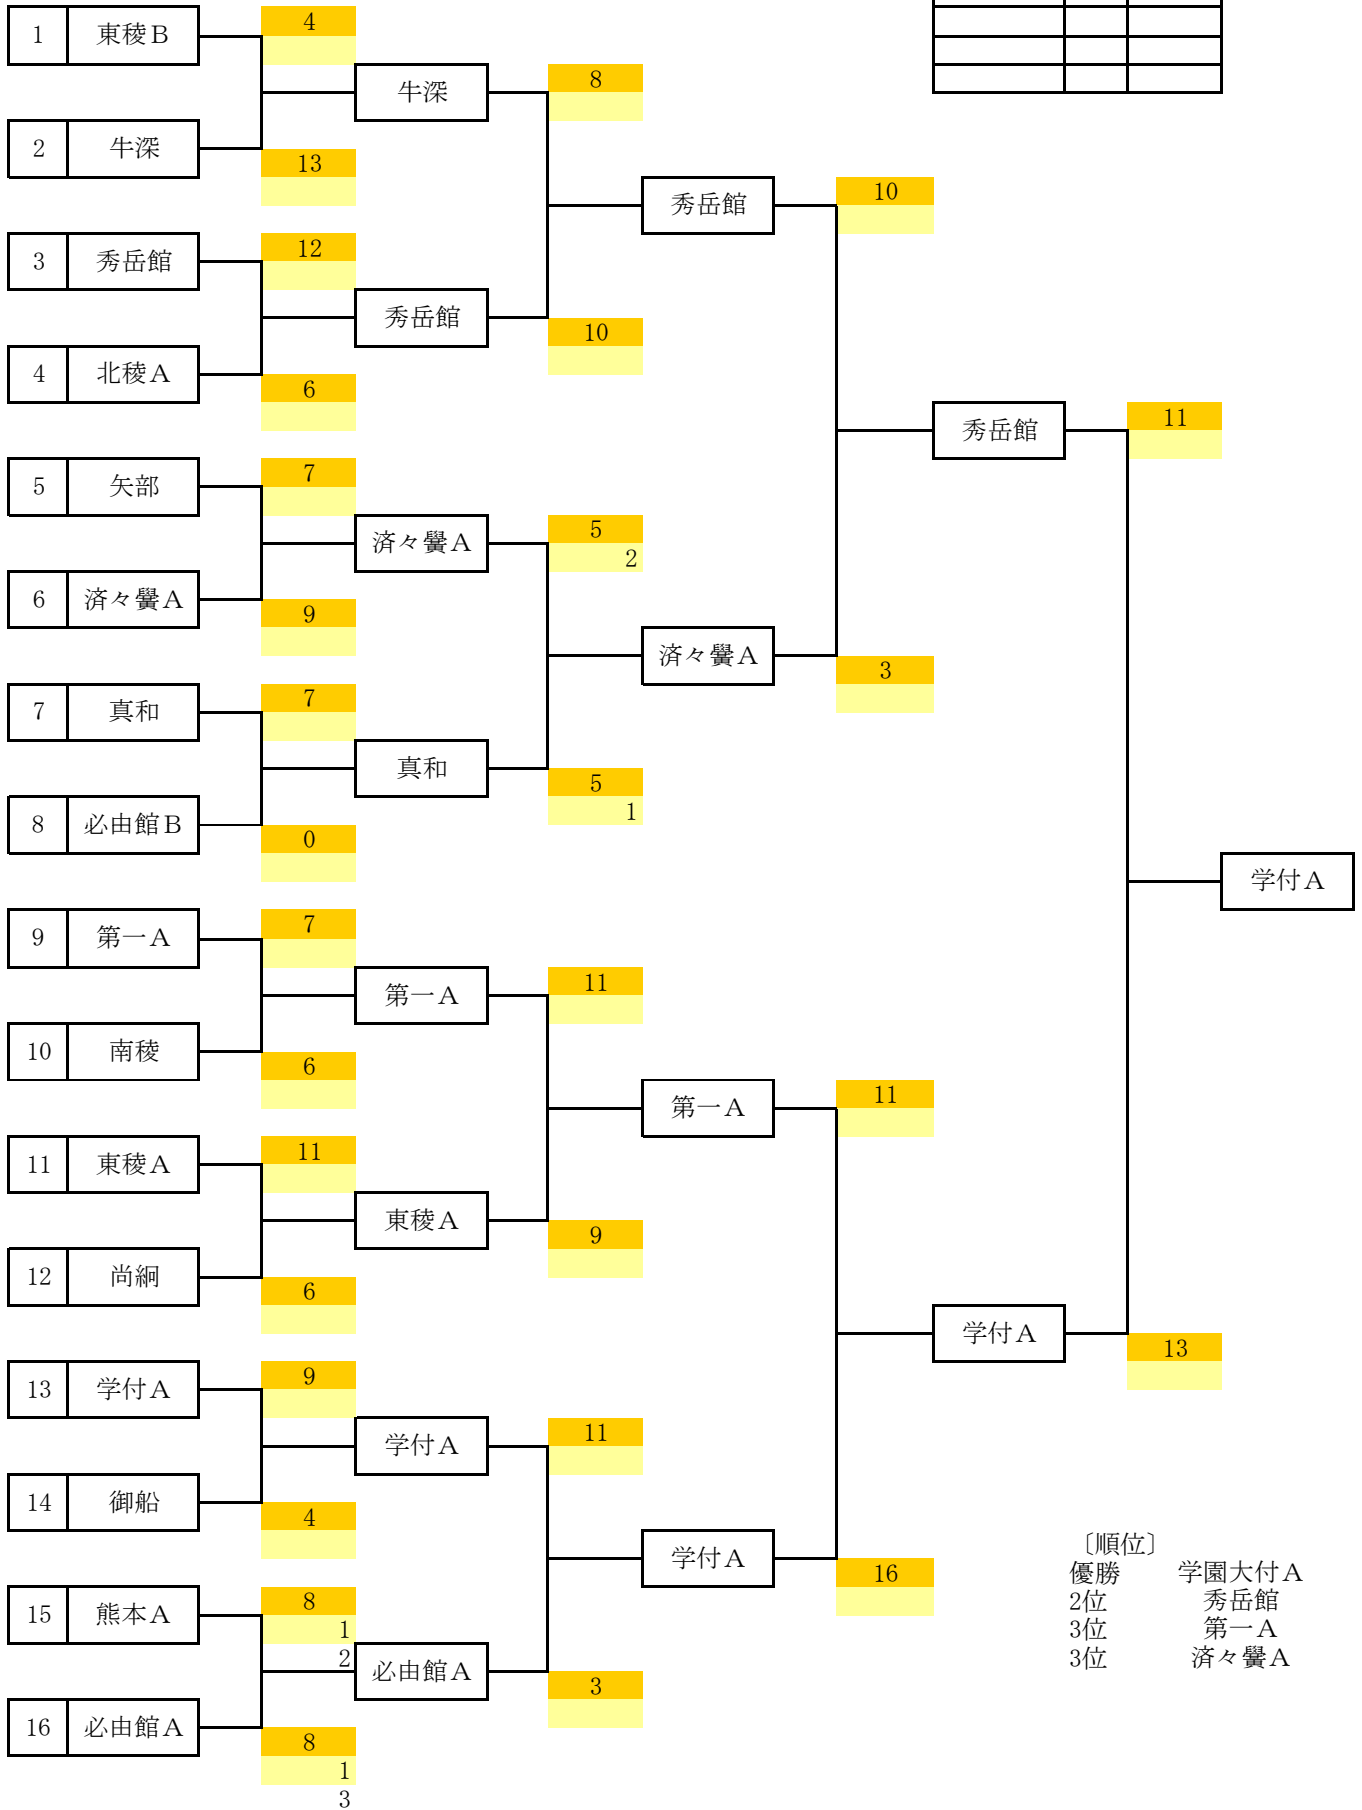 4
1 東稜B
牛深
8
2 牛深
13
秀岳館
10
3 秀岳館
12
秀岳館
10
4 北稜A
6
秀岳館
11
5 矢部
7
済々黌A
5
2
6 済々黌A
9
済々黌A
3
7 真和
7
真和
5
1
8 必由館B
0
学付A
9 第一A
7
第一A
11
10 南稜
6
第一A
11
11 東稜A
11
東稜A
9
12 尚絅
6
学付A
13
13 学付A
9
学付A
11
14 御船
4
学付A
16
15 熊本A
8
1
2
必由館A
3
16 必由館A
8
1
3
〔順位〕
優勝 学園大付A
2位 秀岳館
3位 第一A
3位 済々黌A